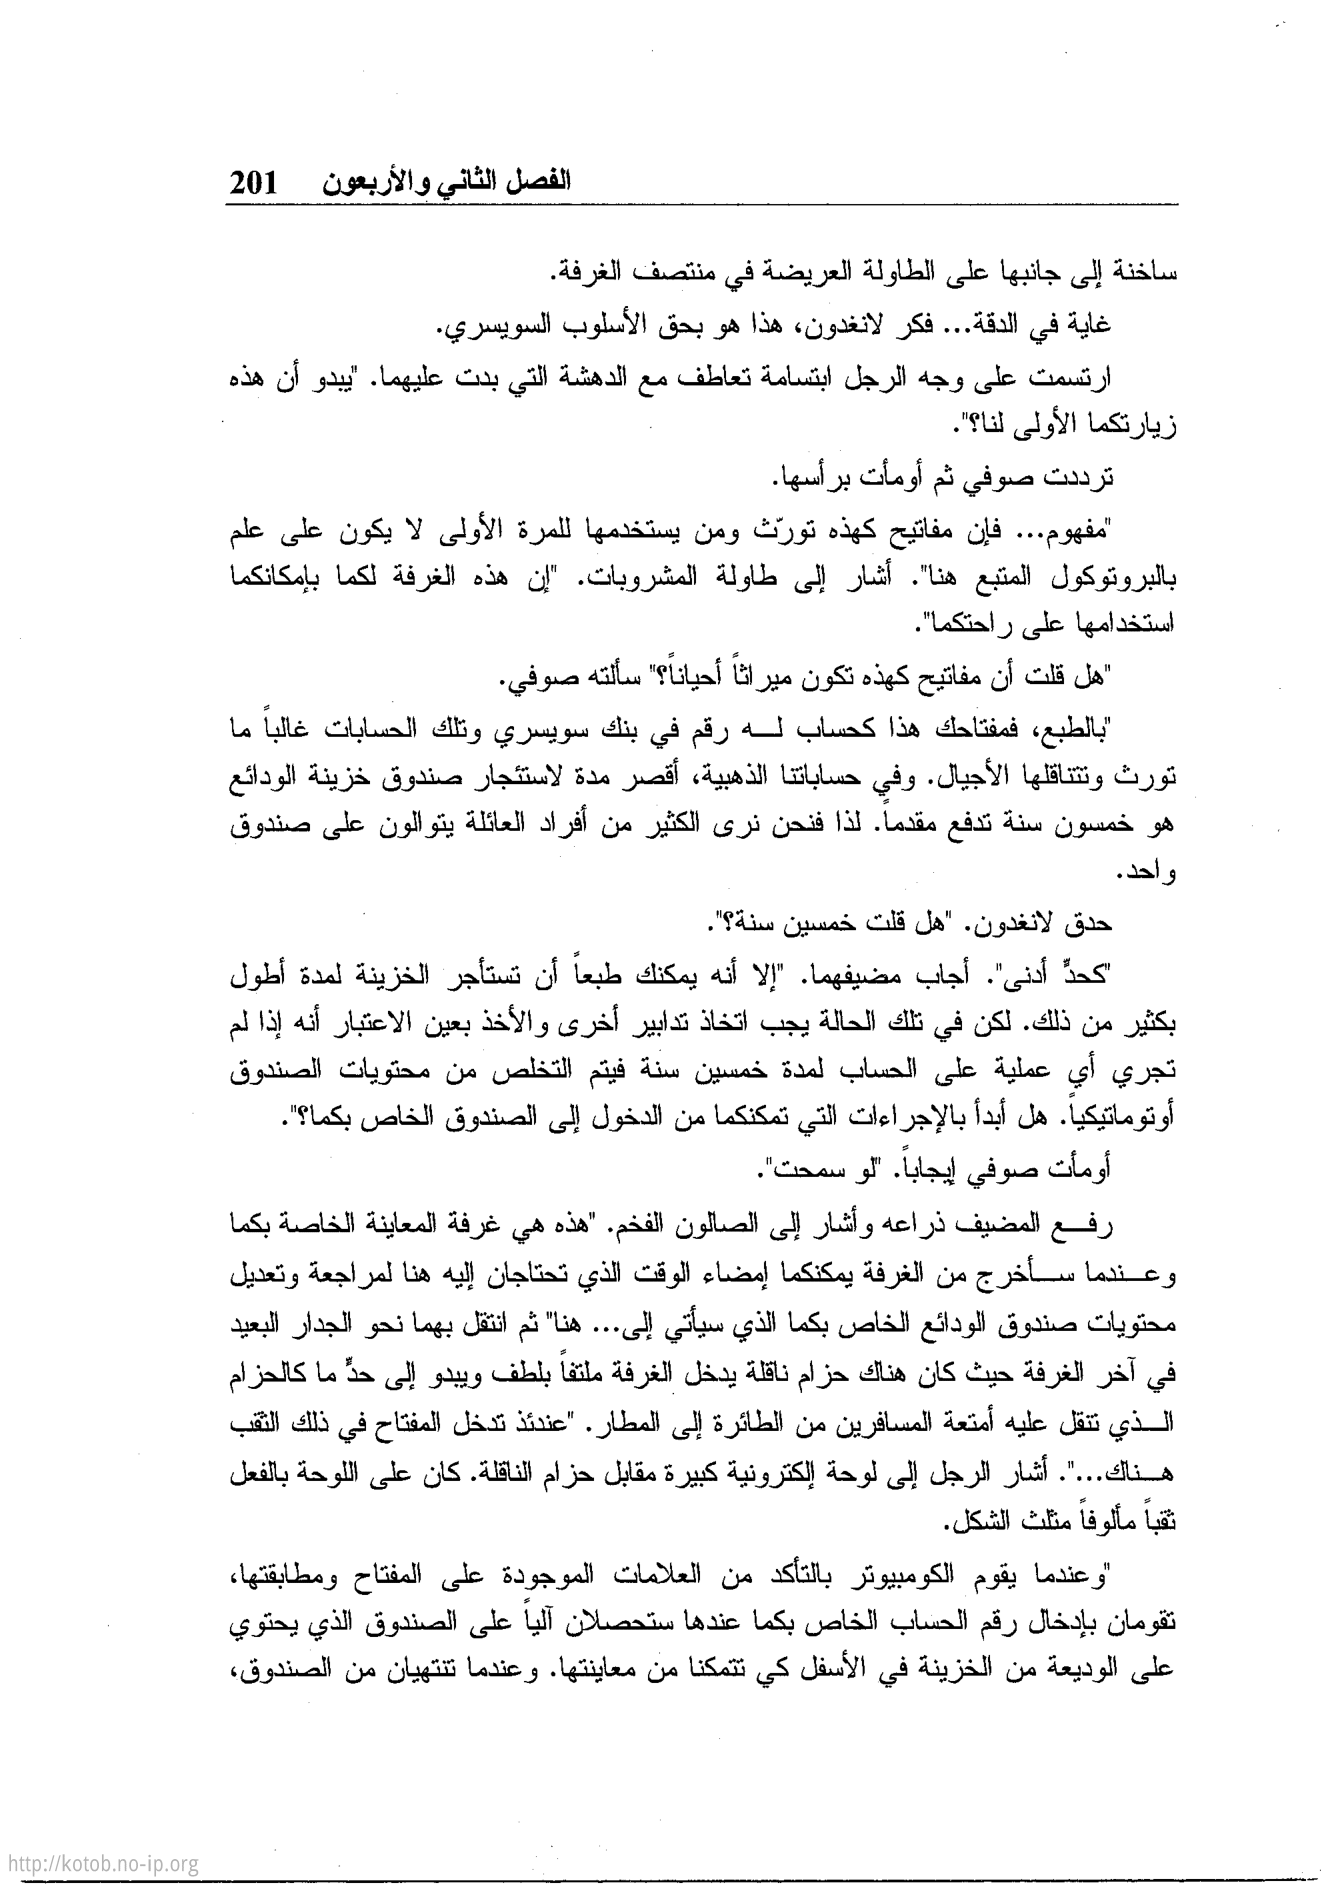 الفصل الثاني والأربعون 201
ساخنة إلى جانبها على الطاولة العريضة في منتصف الغرفة.
غاية في الدقة... فكر لانغدون، هذا هو بحق الأسلوب السويسري.
ارتسمت على وجه الرجل ابتسامة تعاطف مع الدهشة التي بدت عليهما. "يبدو أن هذه
زيارتكما الأولى لنا؟".
ترددت صوفي ثم أومأت برأسها.
"مفهوم... فإن مفاتيح كهذه تورّث ومن يستخدمها للمرة الأولى لا يكون على علم
بالبروتوكول المتبع هنا". أشار إلى طاولة المشروبات. "إن هذه الغرفة لكما بإمكانكما
استخدامها على راحتكما".
"هل قلت أن مفاتيح كهذه تكون ميراثاً أحياناً؟" سألته صوفي.
"بالطبع، فمفتاحك هذا كحساب لـــه رقم في بنك سويسري وتلك الحسابات غالباً ما
تورث وتتناقلها الأجيال. وفي حساباتنا الذهبية، أقصر مدة لاستئجار صندوق خزينة الودائع
هو خمسون سنة تدفع مقدماً. لذا فنحن نرى الكثير من أفراد العائلة يتوالون على صندوق
واحد.
حدق لانغدون. "هل قلت خمسين سنة؟".
"كحدٍّ أدنى". أجاب مضيفهما. "إلا أنه يمكنك طبعاً أن تستأجر الخزينة لمدة أطول
بكثير من ذلك. لكن في تلك الحالة يجب اتخاذ تدابير أخرى والأخذ بعين الاعتبار أنه إذا لم
تجري أي عملية على الحساب لمدة خمسين سنة فيتم التخلص من محتويات الصندوق
أوتوماتيكياً. هل أبدأ بالإجراءات التي تمكنكما من الدخول إلى الصندوق الخاص بكما؟".
أومأت صوفي إيجاباً. "لو سمحت".
رفـــع المضيف ذراعه وأشار إلى الصالون الفخم. "هذه هي غرفة المعاينة الخاصة بكما
وعـــندما ســـأخرج من الغرفة يمكنكما إمضاء الوقت الذي تحتاجان إليه هنا لمراجعة وتعديل
محتويات صندوق الودائع الخاص بكما الذي سيأتي إلى... هنا" ثم انتقل بهما نحو الجدار البعيد
في آخر الغرفة حيث كان هناك حزام ناقلة يدخل الغرفة ملتفاً بلطف ويبدو إلى حدٍّ ما كالحزام
الـــذي تنقل عليه أمتعة المسافرين من الطائرة إلى المطار. "عندئذ تدخل المفتاح في ذلك الثقب
هـــناك...". أشار الرجل إلى لوحة إلكترونية كبيرة مقابل حزام الناقلة. كان على اللوحة بالفعل
ثقباً مألوفاً مثلث الشكل.
"وعندما يقوم الكومبيوتر بالتأكد من العلامات الموجودة على المفتاح ومطابقتها،
تقومان بإدخال رقم الحساب الخاص بكما عندها ستحصلان آلياً على الصندوق الذي يحتوي
على الوديعة من الخزينة في الأسفل كي تتمكنا من معاينتها. وعندما تنتهيان من الصندوق،
http://kotob.no-ip.org